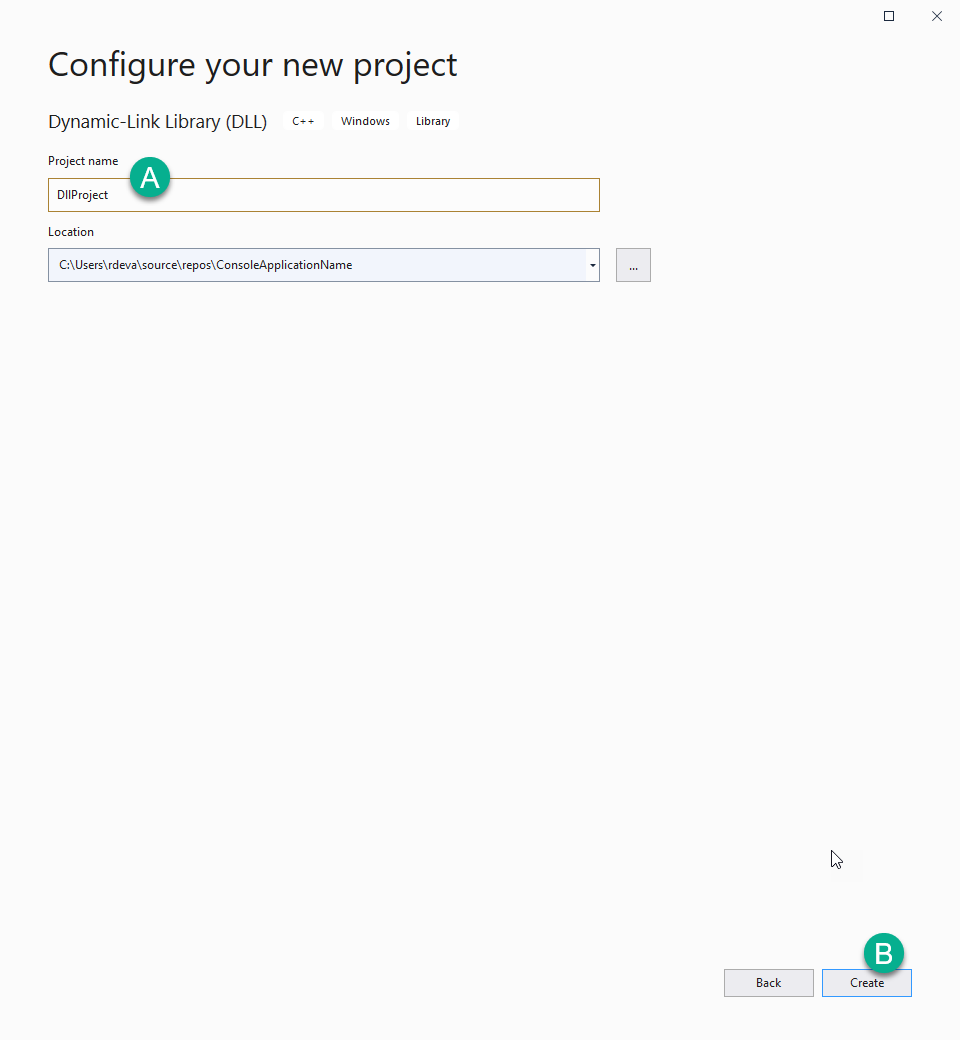 Configure your new project
Dynamic-Link Library (DLL) C++ Windows Library
Project name
A
DllProject
Location
C:\Users\rdeva\source\repos\ConsoleApplicationName
...
B
Back Create